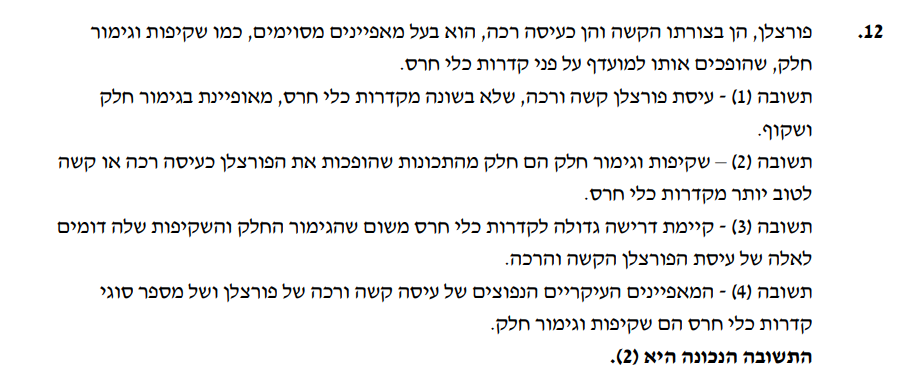 12. פורצלן, הן בצורתו הקשה והן כעיסה רכה, הוא בעל מאפיינים מסוימים, כמו שקיפות וגימור
חלק, שהופכים אותו למועדף על פני קדרות כלי חרס.
תשובה (1) - עיסת פורצלן קשה ורכה, שלא בשונה מקדרות כלי חרס, מאופיינת בגימור חלק
ושקוף.
תשובה (2) – שקיפות וגימור חלק הם חלק מהתכונות שהופכות את הפורצלן כעיסה רכה או קשה
לטוב יותר מקדרות כלי חרס.
תשובה (3) - קיימת דרישה גדולה לקדרות כלי חרס משום שהגימור החלק והשקיפות שלה דומים
לאלה של עיסת הפורצלן הקשה והרכה.
תשובה (4) - המאפיינים העיקריים הנפוצים של עיסה קשה ורכה של פורצלן ושל מספר סוגי
קדרות כלי חרס הם שקיפות וגימור חלק.
התשובה הנכונה היא (2).